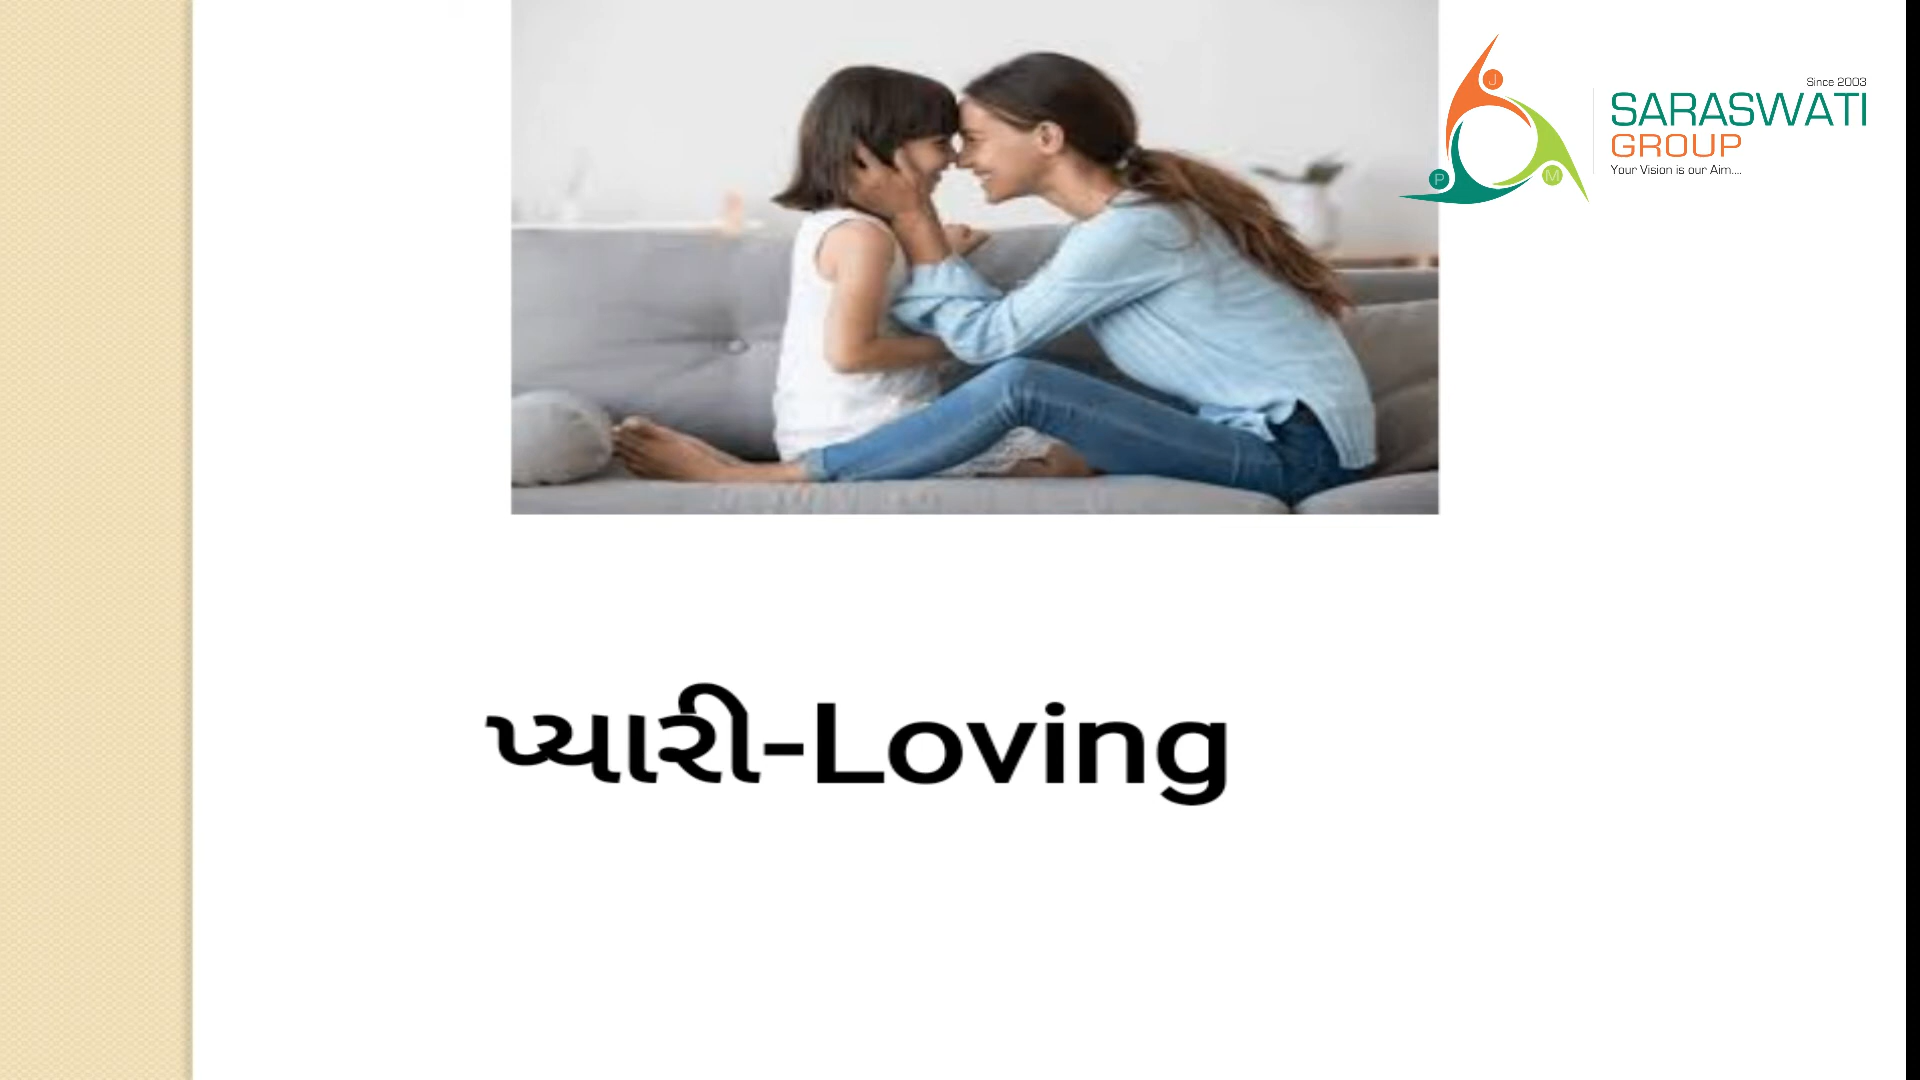 Since 2003
SARASWATI
GROUP
Your Vision is our Aim....
J
P
M
પ્યારી-Loving